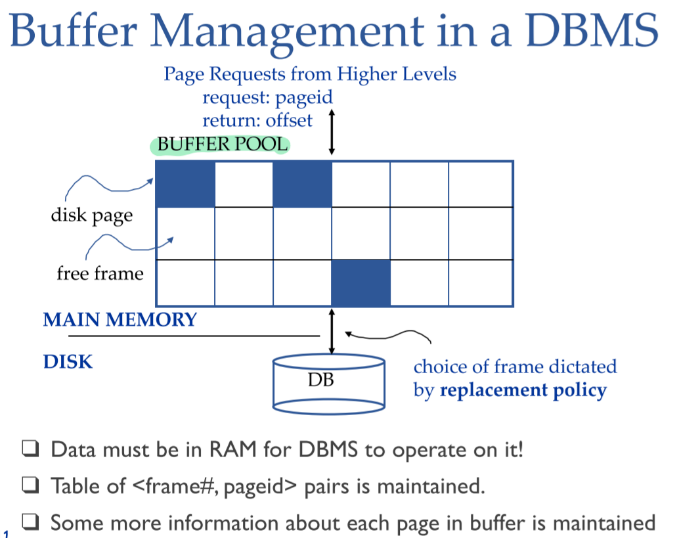 Buffer Management in a DBMS
Page Requests from Higher Levels
request: pageid
return: offset
BUFFER POOL
disk page
free frame
MAIN MEMORY
DISK
DB
choice of frame dictated
by replacement policy
❑ Data must be in RAM for DBMS to operate on it!
❑ Table of <frame#, pageid> pairs is maintained.
❑ Some more information about each page in buffer is maintained
1